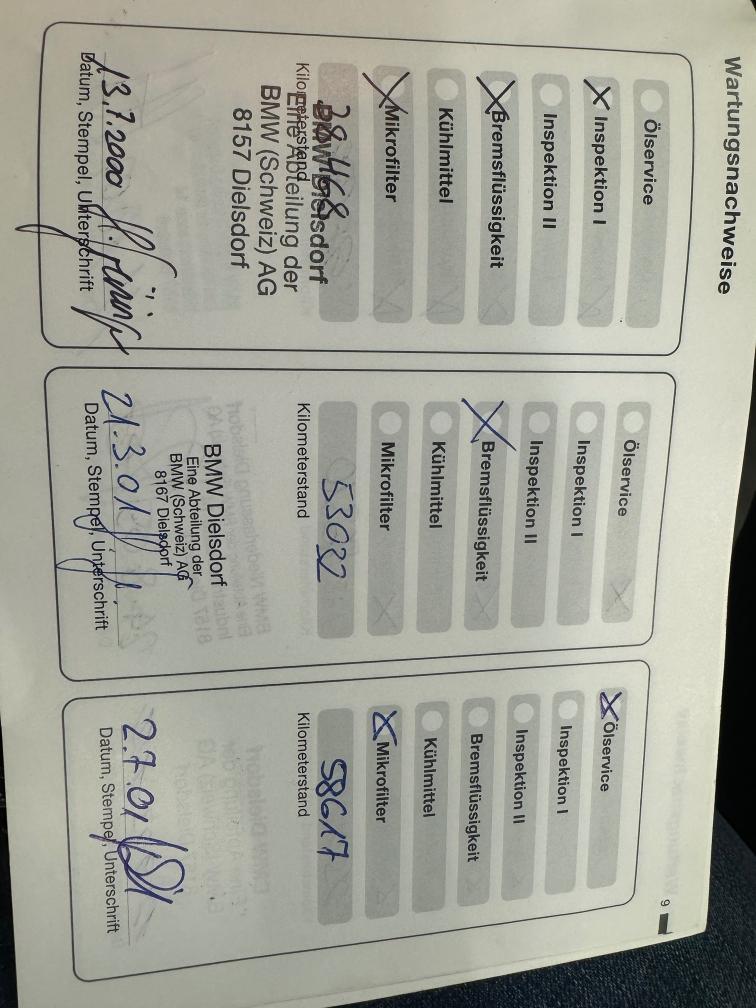 Wartungsnachweise
Ölservice
X Inspektion I
Inspektion II
X Bremsflüssigkeit
Kühlmittel
X Mikrofilter
28468
Kilometerstand
BMW Dielsdorf
Eine Abteilung der
BMW (Schweiz) AG
8157 Dielsdorf
13.7.2000
Datum, Stempel, Unterschrift
Ölservice
Inspektion I
Inspektion II
X Bremsflüssigkeit
Kühlmittel
Mikrofilter
53032
Kilometerstand
BMW Dielsdorf
Eine Abteilung der
BMW (Schweiz) AG
8167 Dielsdorf
21.3.01
Datum, Stempel, Unterschrift
X Ölservice
Inspektion I
Inspektion II
Bremsflüssigkeit
Kühlmittel
X Mikrofilter
58617
Kilometerstand
2.7.01
Datum, Stempel, Unterschrift
9